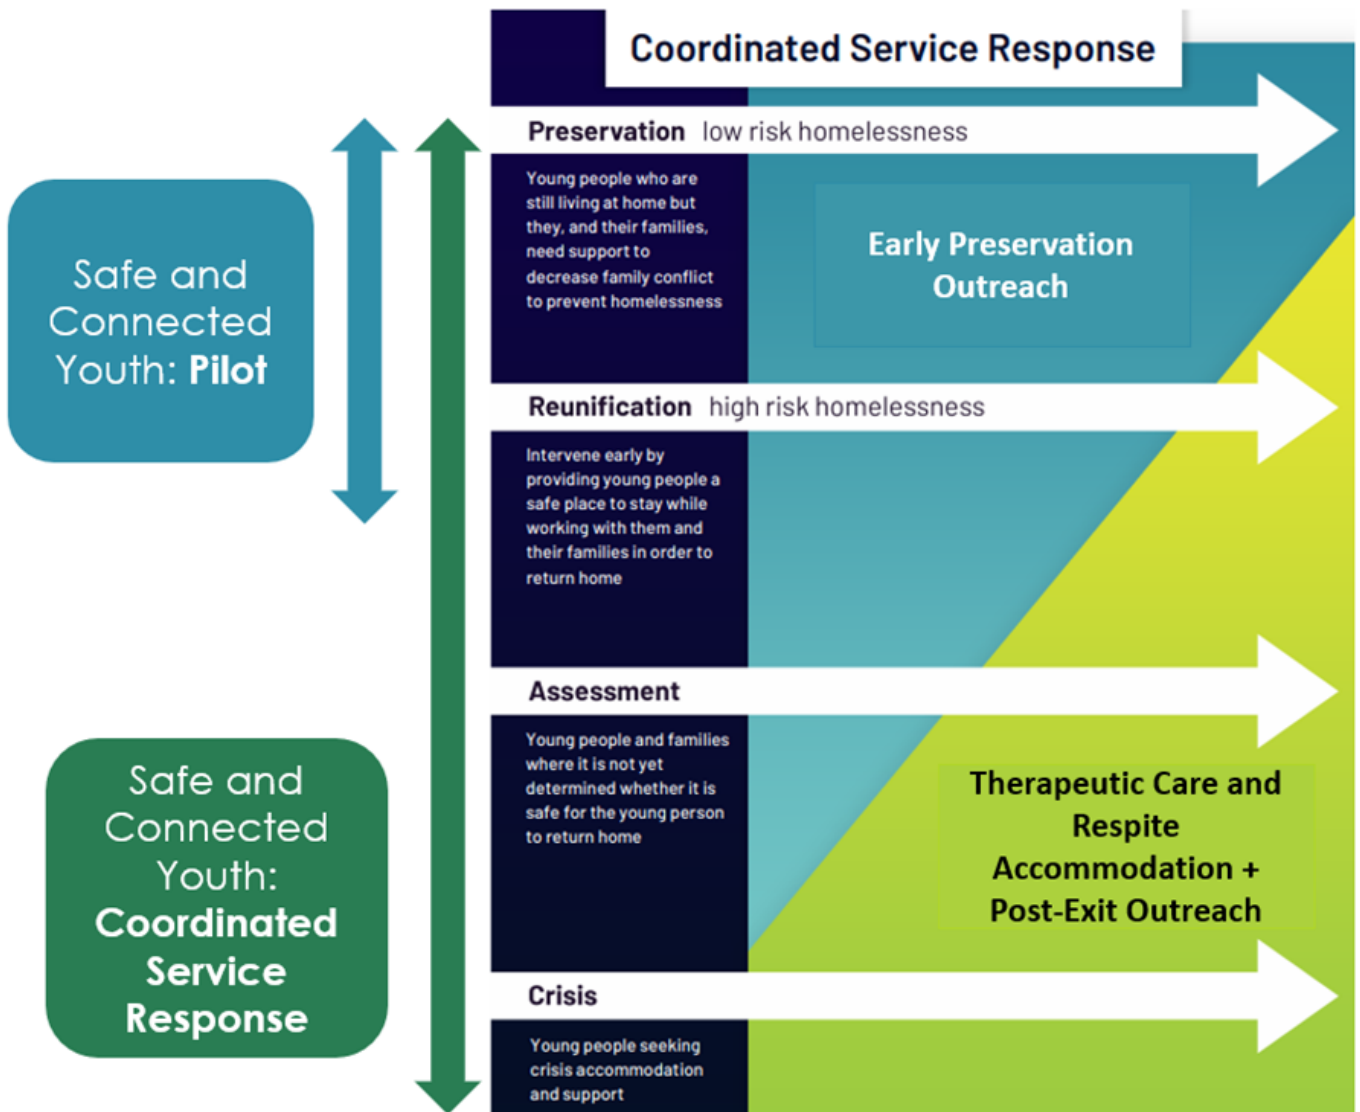 Coordinated Service Response
Safe and
Connected
Youth: Pilot
Safe and
Connected
Youth:
Coordinated
Service
Response
Preservation low risk homelessness
Young people who are
still living at home but
they, and their families,
need support to
decrease family conflict
to prevent homelessness
Early Preservation
Outreach
Reunification high risk homelessness
Intervene early by
providing young people a
safe place to stay while
working with them and
their families in order to
return home
Assessment
Young people and families
where it is not yet
determined whether it is
safe for the young person
to return home
Therapeutic Care and
Respite
Accommodation +
Post-Exit Outreach
Crisis
Young people seeking
crisis accommodation
and support